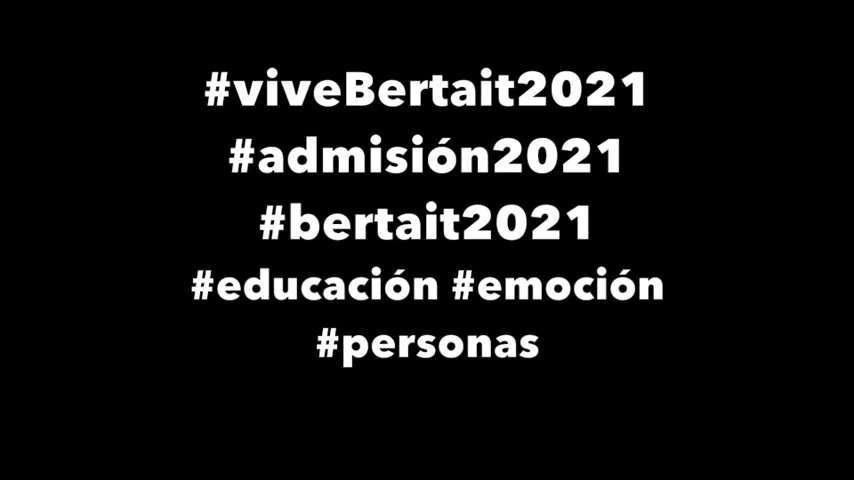 #viveBertait2021
#admisión2021
#bertait2021
#educación #emoción
#personas